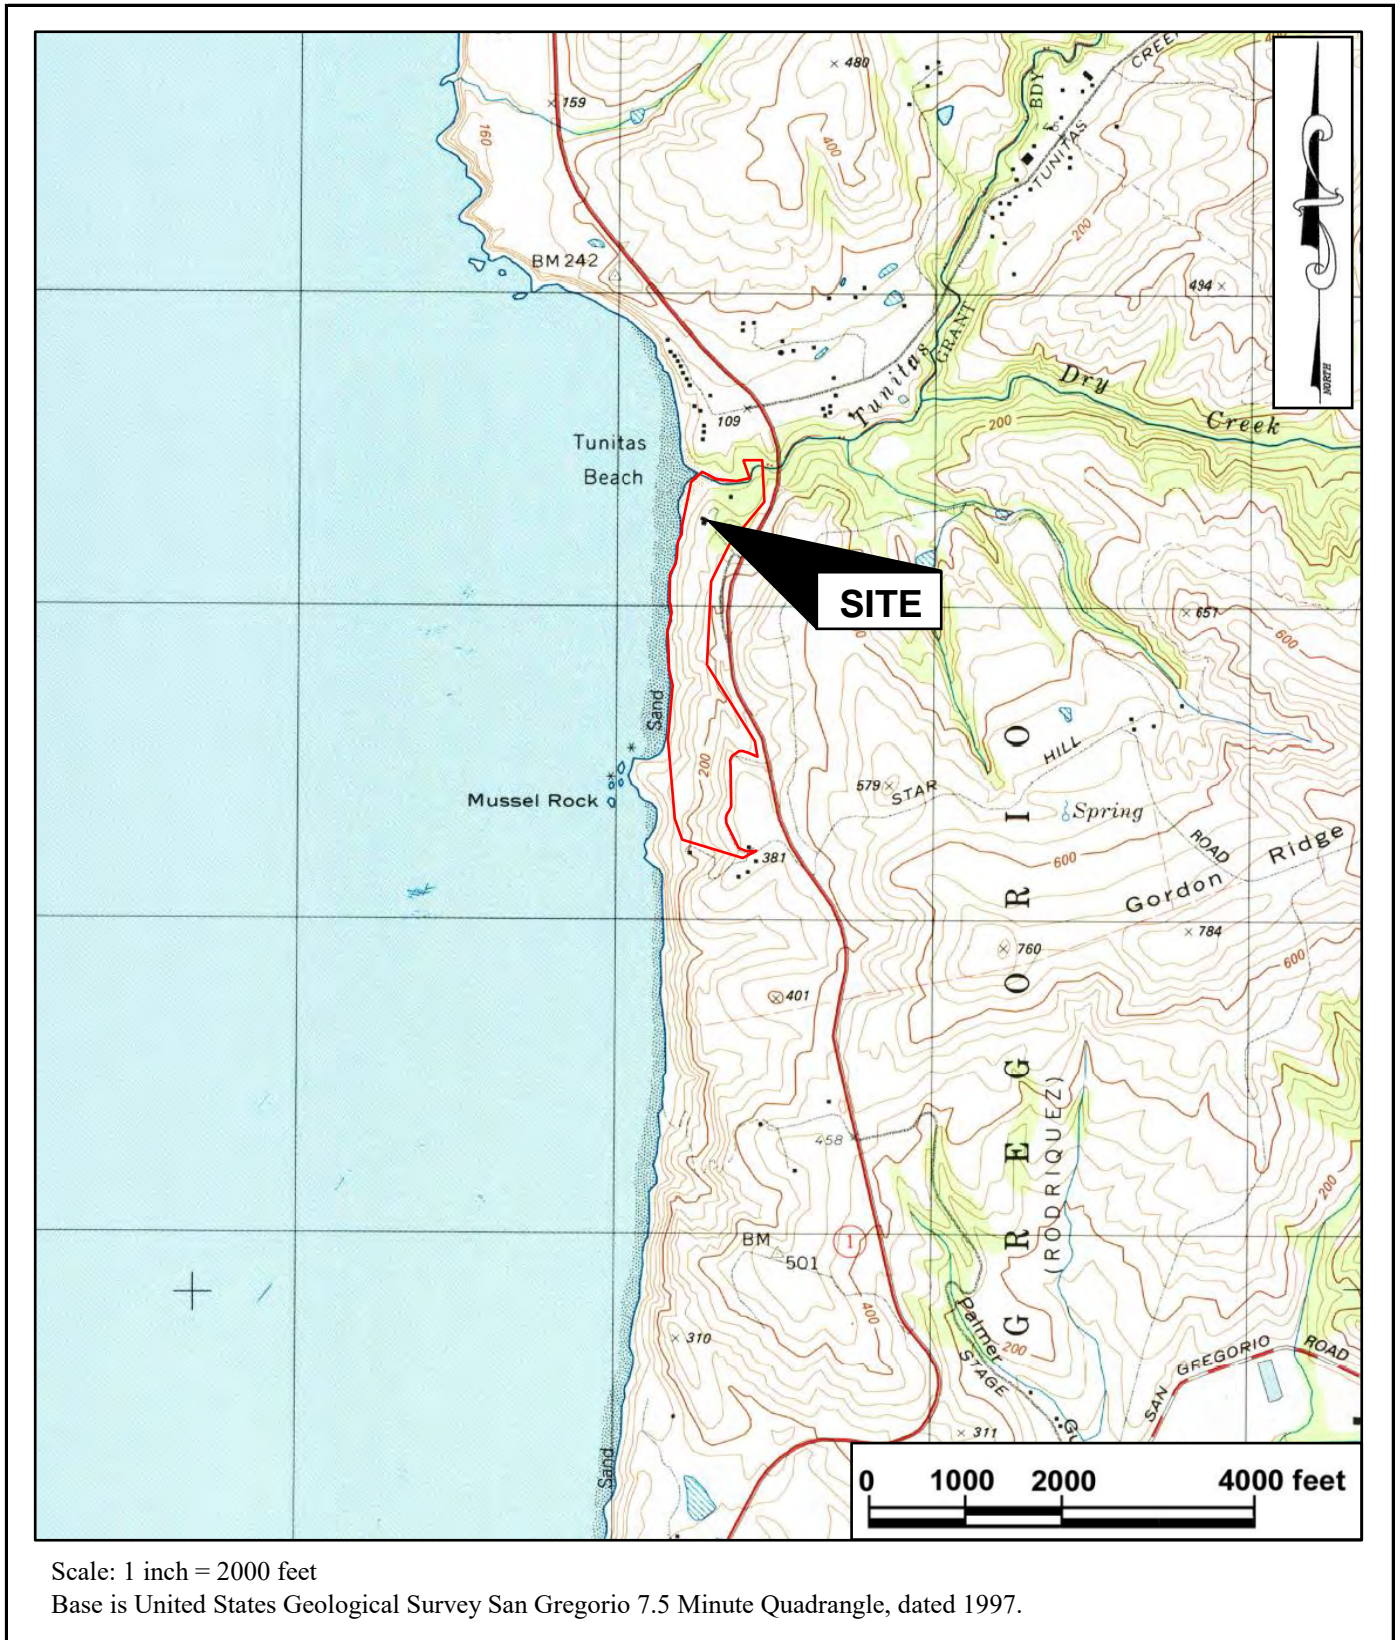 CREEK
480
BDY
159
160
400
TUNITAS
200
BM 242
494
GRANT
NORTH
Dry
Tunitas
109
200
Creek
Tunitas
Beach
SITE
651
600
Sand
HILL
200
579
STAR
Mussel Rock
Spring
ROAD
Gordon Ridge
600
381
784
760
600
401
G R E G O R I O
(RODRIQUEZ)
458
200
BM
501
1
400
Palmer
200
310
STAGE
SAN GREGORIO ROAD
311
Gu
Sand
0 1000 2000 4000 feet
Scale: 1 inch = 2000 feet
Base is United States Geological Survey San Gregorio 7.5 Minute Quadrangle, dated 1997.